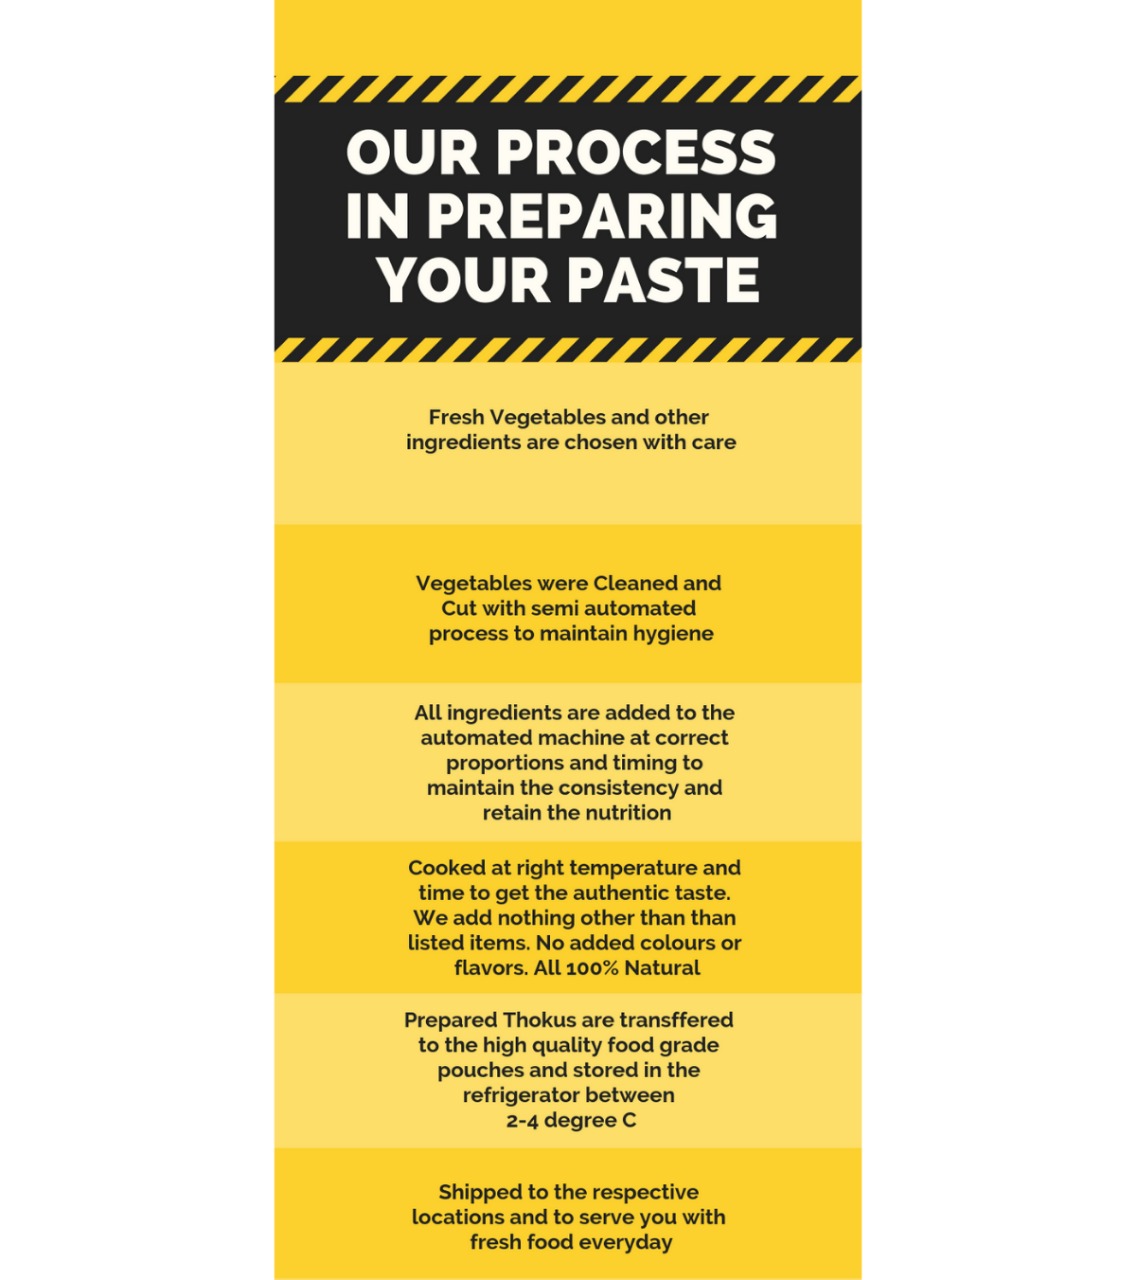 OUR PROCESS
IN PREPARING
YOUR PASTE
Fresh Vegetables and other
ingredients are chosen with care
Vegetables were Cleaned and
Cut with semi automated
process to maintain hygiene
All ingredients are added to the
automated machine at correct
proportions and timing to
maintain the consistency and
retain the nutrition
Cooked at right temperature and
time to get the authentic taste.
We add nothing other than than
listed items. No added colours or
flavors. All 100% Natural
Prepared Thokus are transffered
to the high quality food grade
pouches and stored in the
refrigerator between
2-4 degree C
Shipped to the respective
locations and to serve you with
fresh food everyday